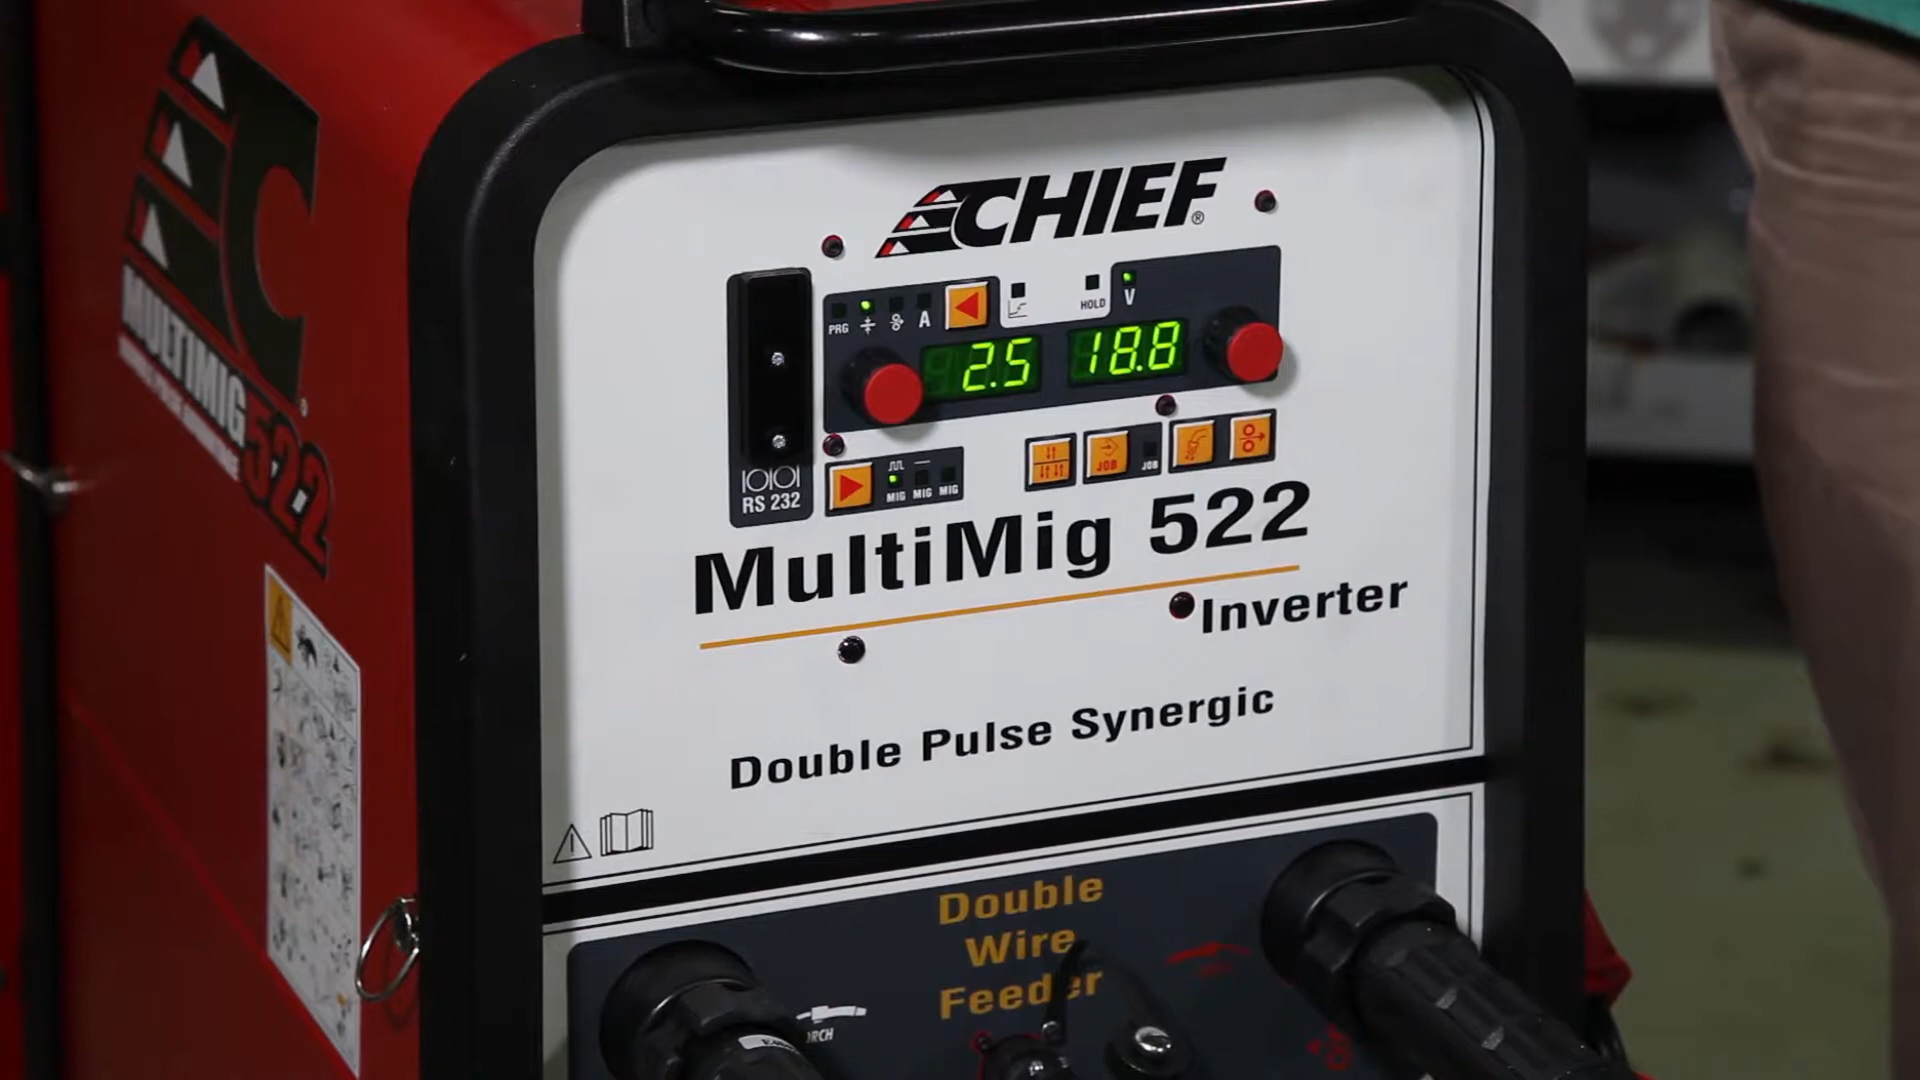 CHIEF®
PRG
A
HOLD
V
2.5
18.8
RS 232
MIG MIG MIG
JOB
JOB
MultiMig 522
Inverter
Double Pulse Synergic
Double
Wire
Feeder
MULTIMIG 522